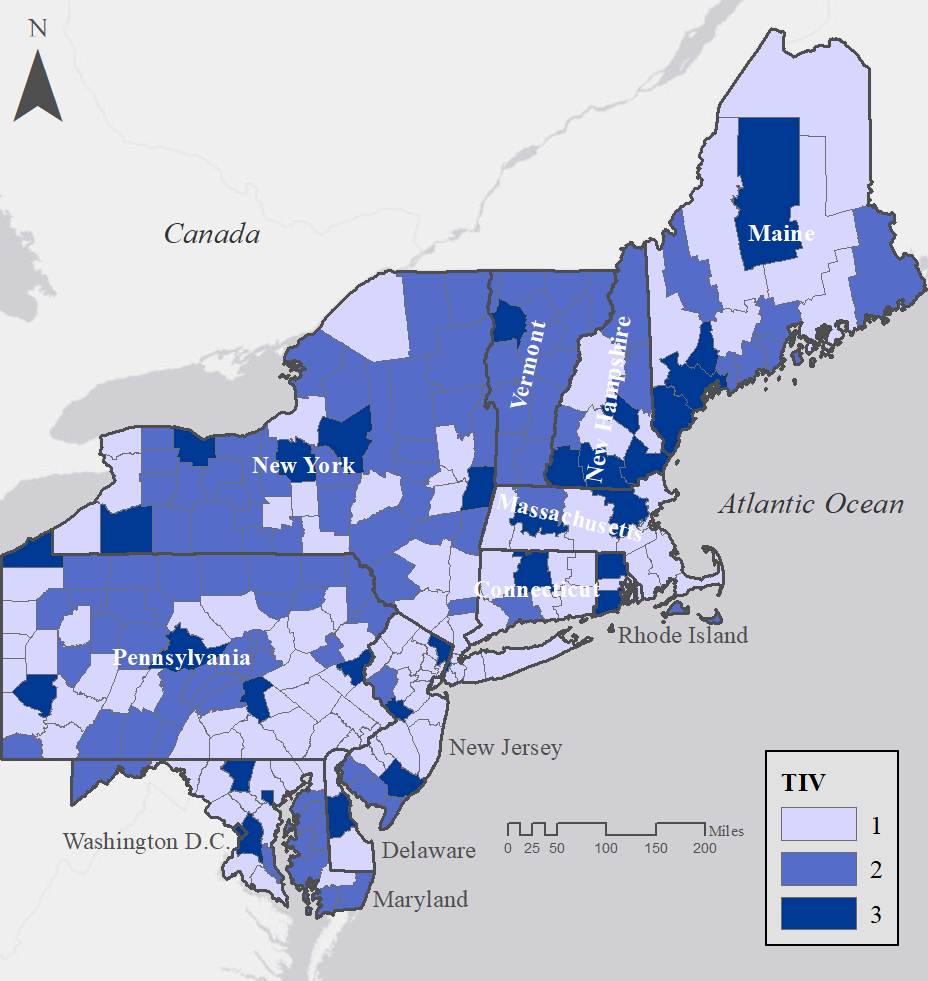 N
Canada
Maine
Vermont
New Hampshire
New York
Massachusetts
Atlantic Ocean
Connecticut
Rhode Island
Pennsylvania
New Jersey
Washington D.C.
Delaware
Maryland
Miles
0 25 50 100 150 200
TIV
1
2
3